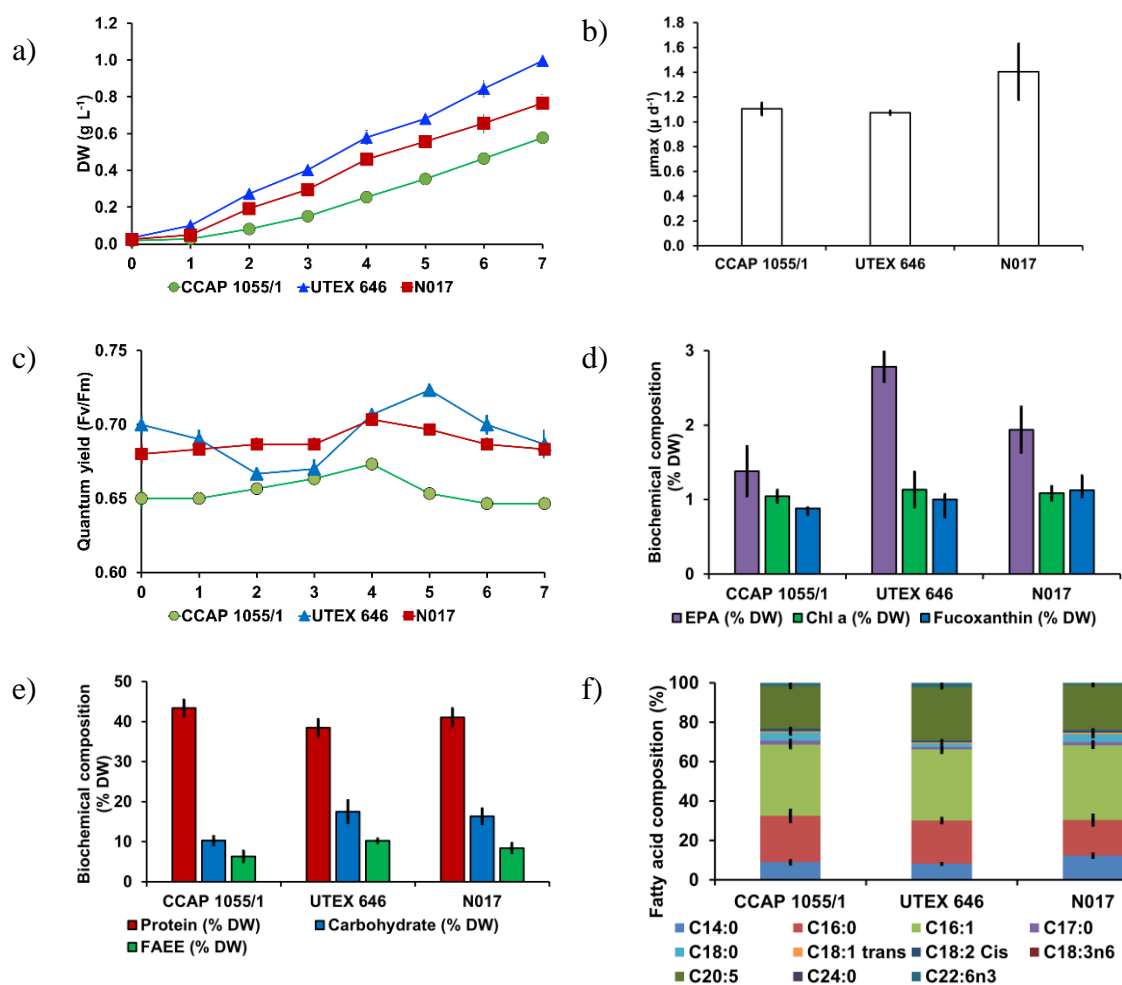 a)
DW (g L⁻¹)
1.2
1.0
0.8
0.6
0.4
0.2
0.0
0 1 2 3 4 5 6 7
CCAP 1055/1 UTEX 646 N017
b)
µmax (µ d⁻¹)
1.8
1.6
1.4
1.2
1.0
0.8
0.6
0.4
0.2
0.0
CCAP 1055/1 UTEX 646 N017
c)
Quantum yield (Fv/Fm)
0.75
0.70
0.65
0.60
0 1 2 3 4 5 6 7
CCAP 1055/1 UTEX 646 N017
d)
Biochemical composition
(% DW)
3
2
1
0
CCAP 1055/1 UTEX 646 N017
EPA (% DW) Chl a (% DW) Fucoxanthin (% DW)
e)
Biochemical composition
(% DW)
50
40
30
20
10
0
CCAP 1055/1 UTEX 646 N017
Protein (% DW) Carbohydrate (% DW)
FAEE (% DW)
f)
Fatty acid composition (%)
100
80
60
40
20
0
CCAP 1055/1 UTEX 646 N017
C14:0 C16:0 C16:1 C17:0
C18:0 C18:1 trans C18:2 Cis C18:3n6
C20:5 C24:0 C22:6n3